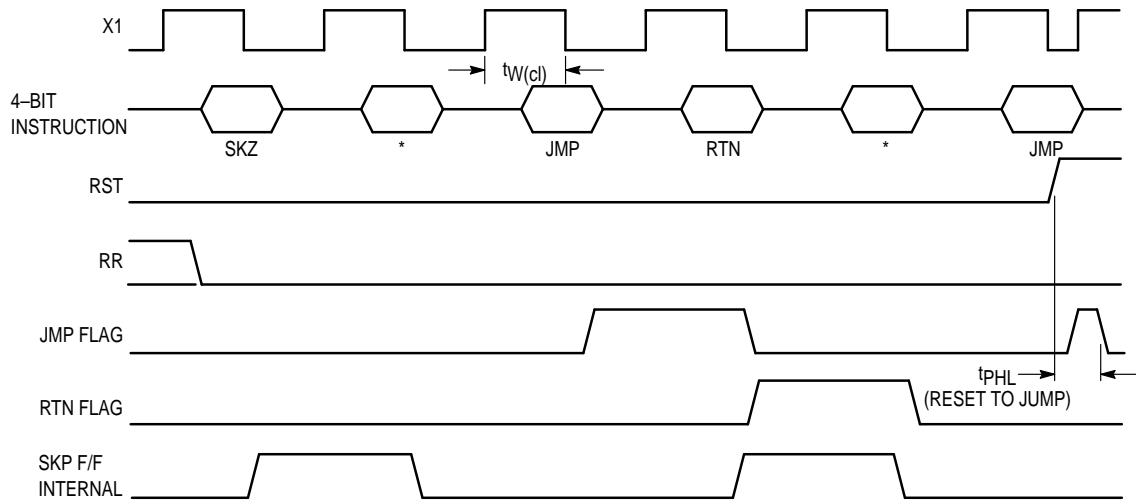 X1
tW(cl)
4–BIT
INSTRUCTION
SKZ * JMP RTN * JMP
RST
RR
JMP FLAG
tPHL
(RESET TO JUMP)
RTN FLAG
SKP F/F
INTERNAL